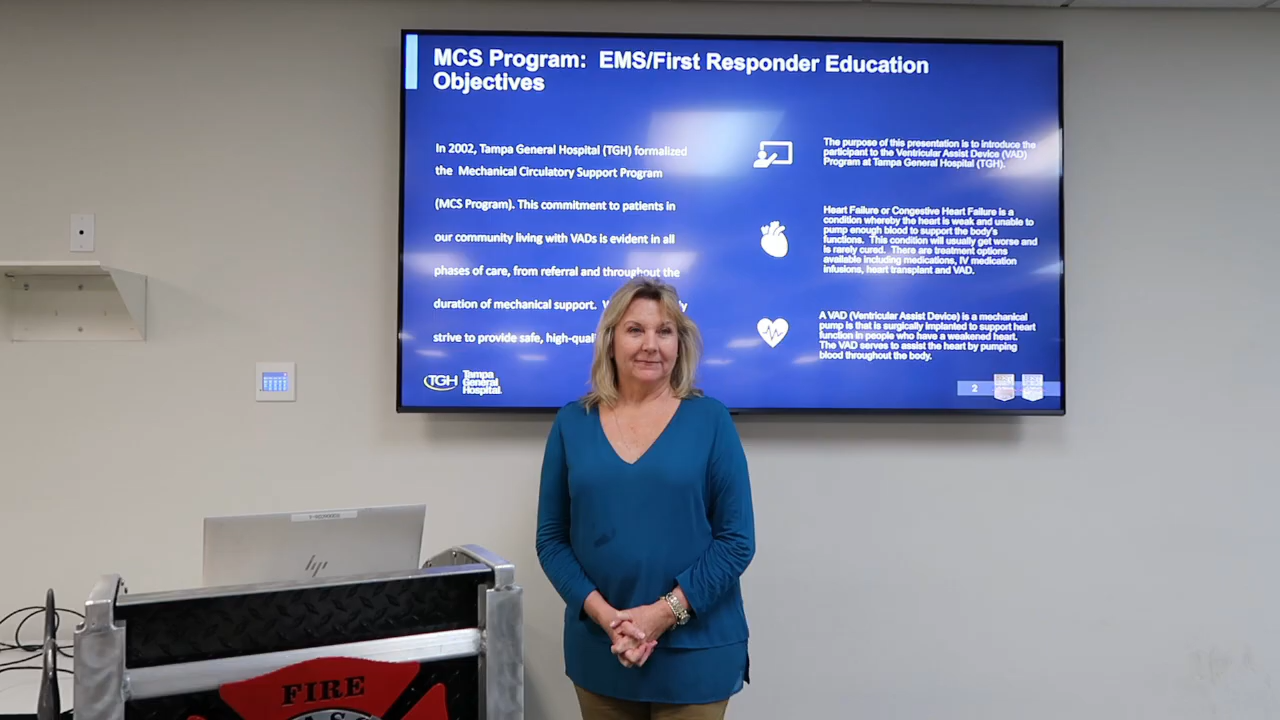 MCS Program: EMS/First Responder Education
Objectives
In 2002, Tampa General Hospital (TGH) formalized
the Mechanical Circulatory Support Program
(MCS Program). This commitment to patients in
our community living with VADs is evident in all
phases of care, from referral and throughout the
duration of mechanical support.
strive to provide safe,
The purpose of this presentation is to introduce the
participant to the Ventricular Assist Device (VAD)
Program at Tampa General Hospital (TGH).
Heart Failure or Congestive Heart Failure is a
condition whereby the heart is weak and unable to
pump enough blood to support the body's
functions. This condition will usually get worse and
is rarely cured. There are treatment options
available including medications, IV medication
infusions, heart transplant and VAD.
A VAD (Ventricular Assist Device) is a mechanical
pump is that is surgically implanted to support heart
function in people who have a weakened heart.
The VAD serves to assist the heart by pumping
blood throughout the body.
TGH
Tampa
General
Hospital.
2
hp
FIRE